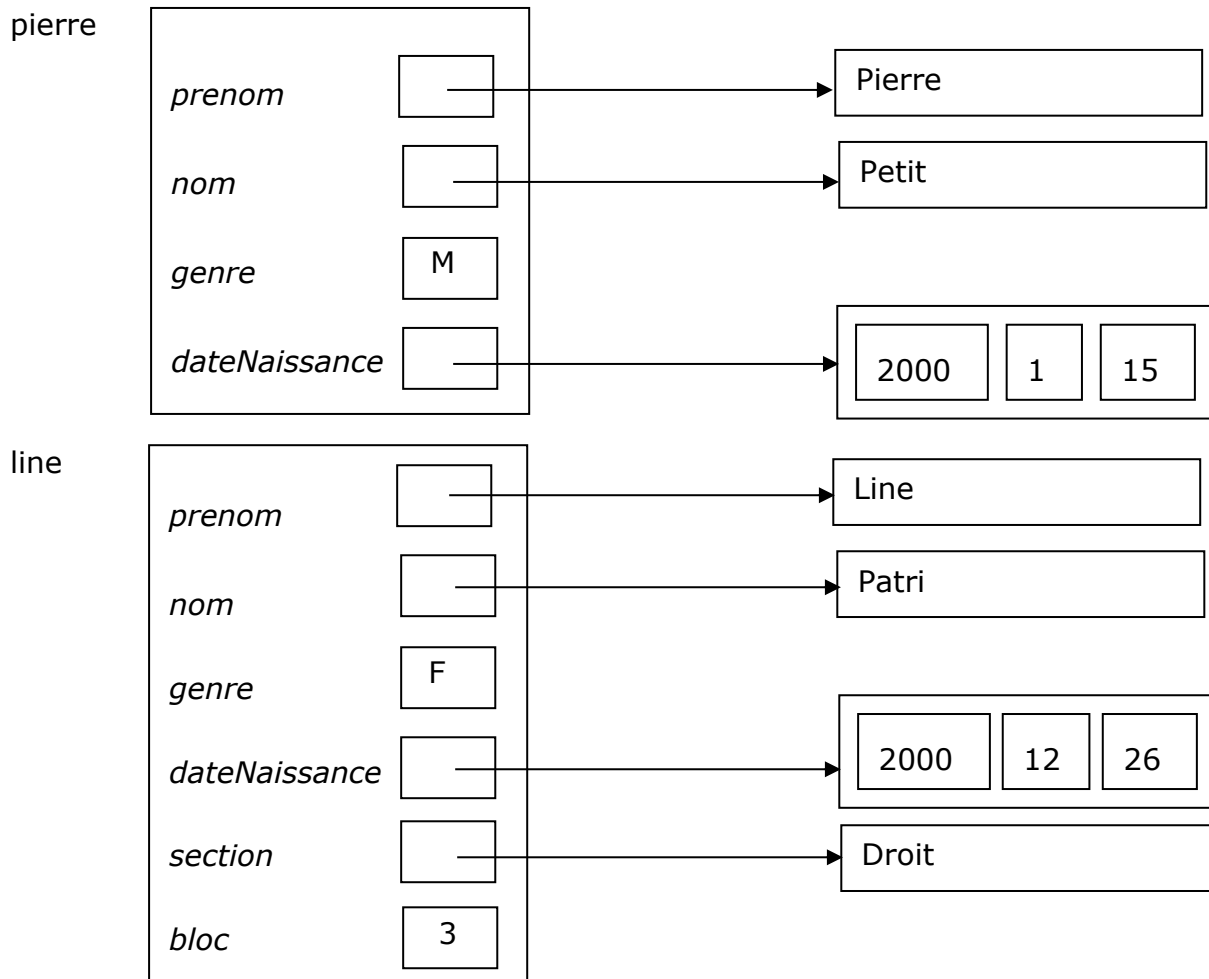 pierre
prenom Pierre
nom Petit
genre M
dateNaissance 2000 1 15
line
prenom Line
nom Patri
genre F
dateNaissance 2000 12 26
section Droit
bloc 3